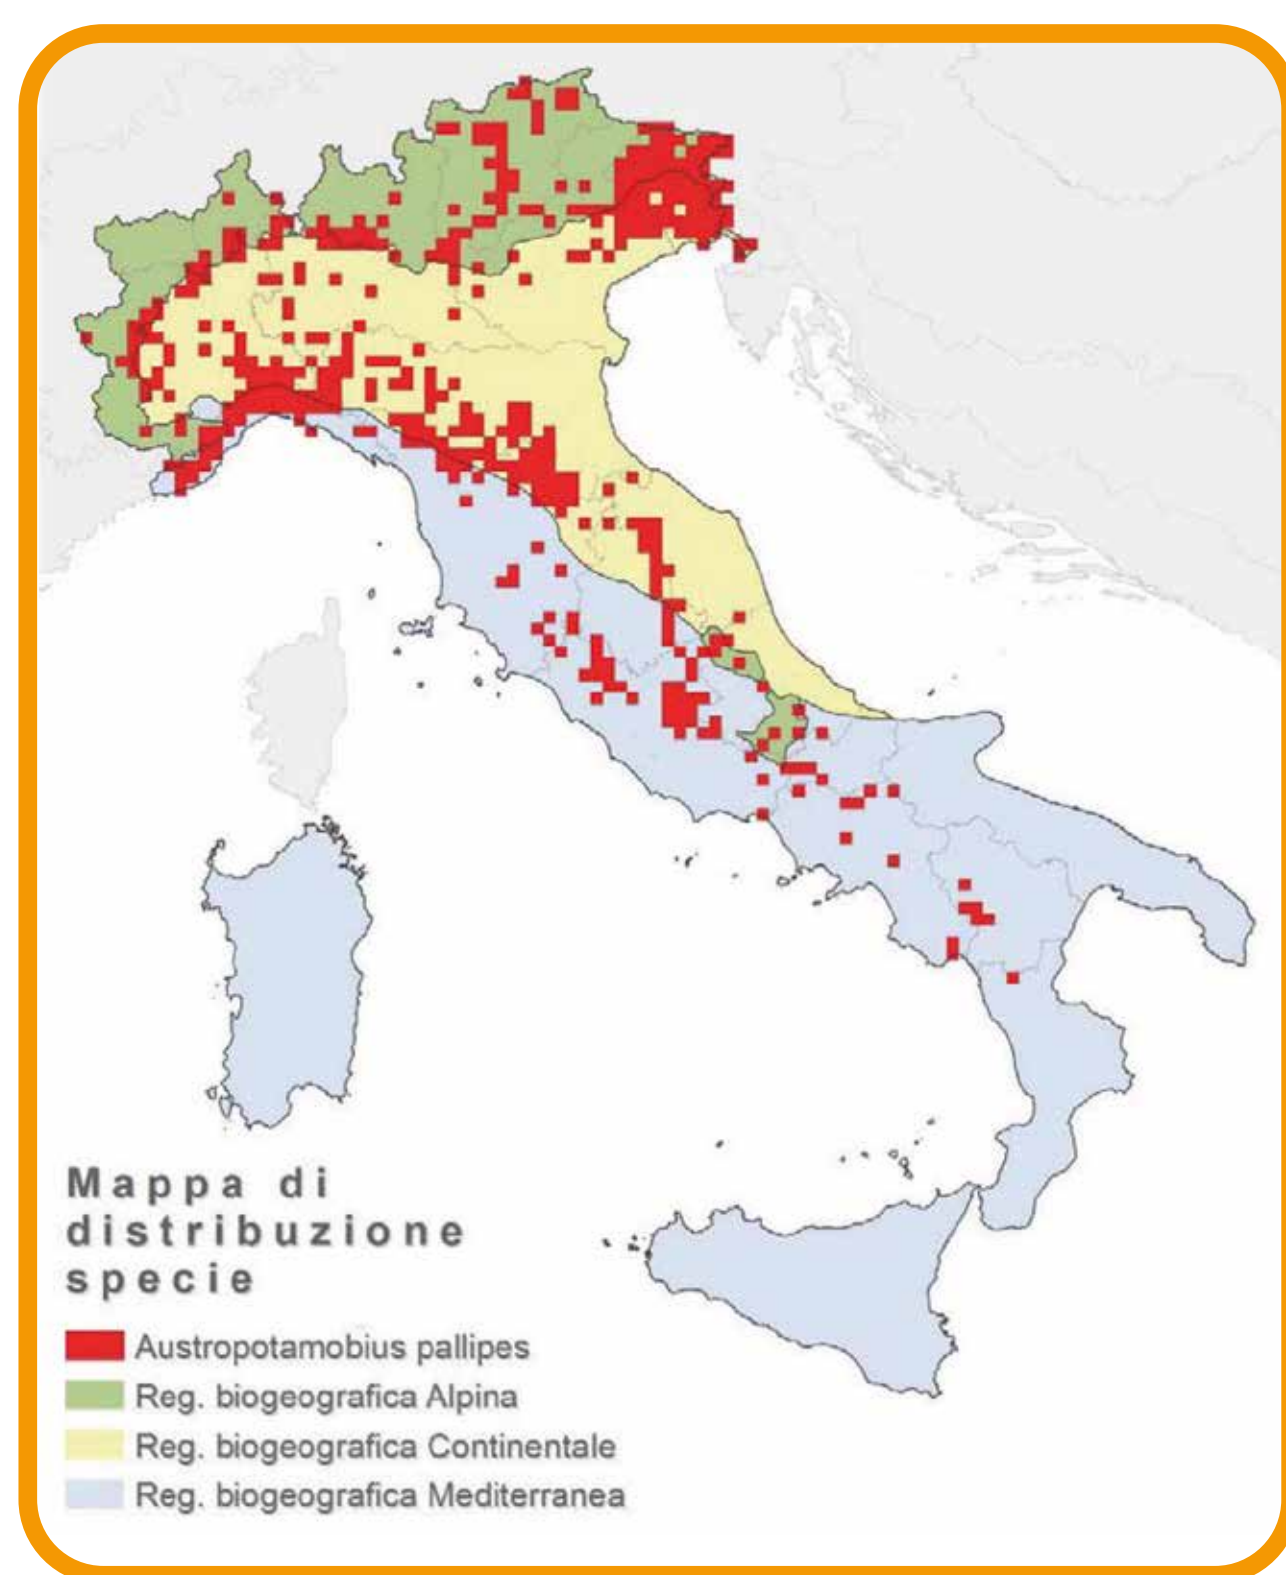 Mappa di
distribuzione
specie
Austropotamobius pallipes
Reg. biogeografica Alpina
Reg. biogeografica Continentale
Reg. biogeografica Mediterranea